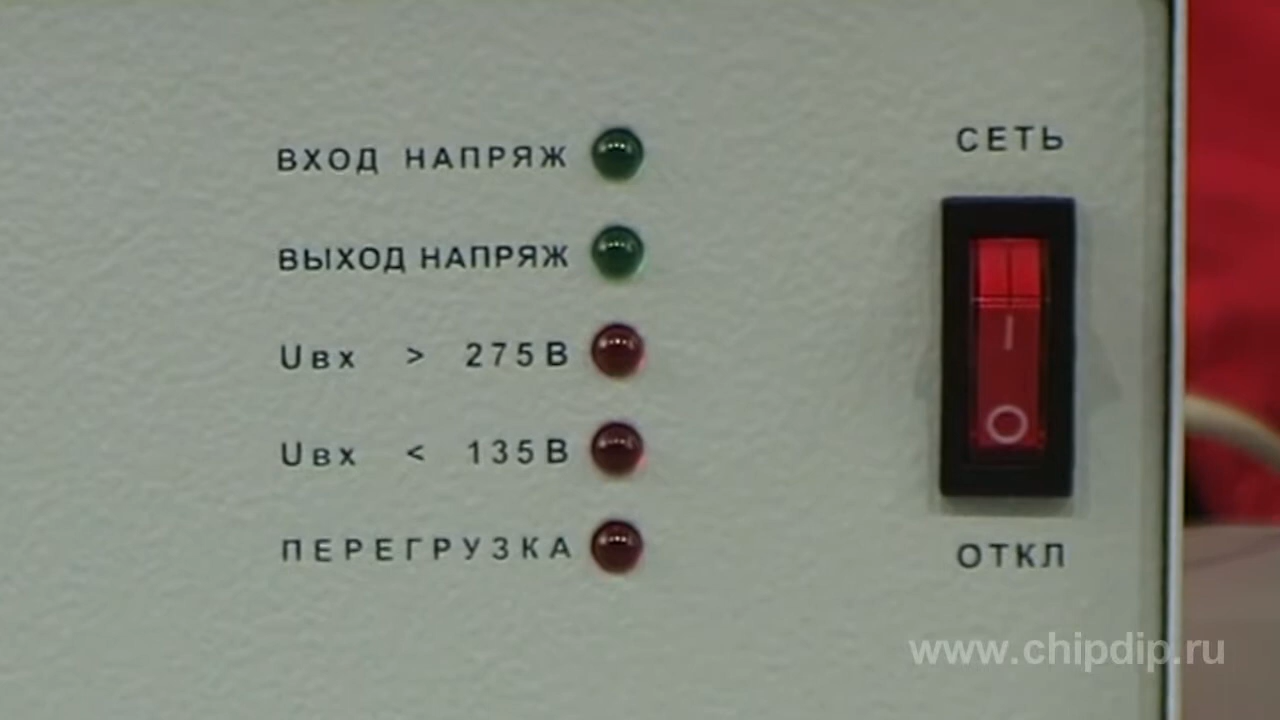 ВХОД НАПРЯЖ
ВЫХОД НАПРЯЖ
Uвх > 275В
Uвх < 135В
ПЕРЕГРУЗКА
СЕТЬ
I
O
ОТКЛ
www.chipdip.ru